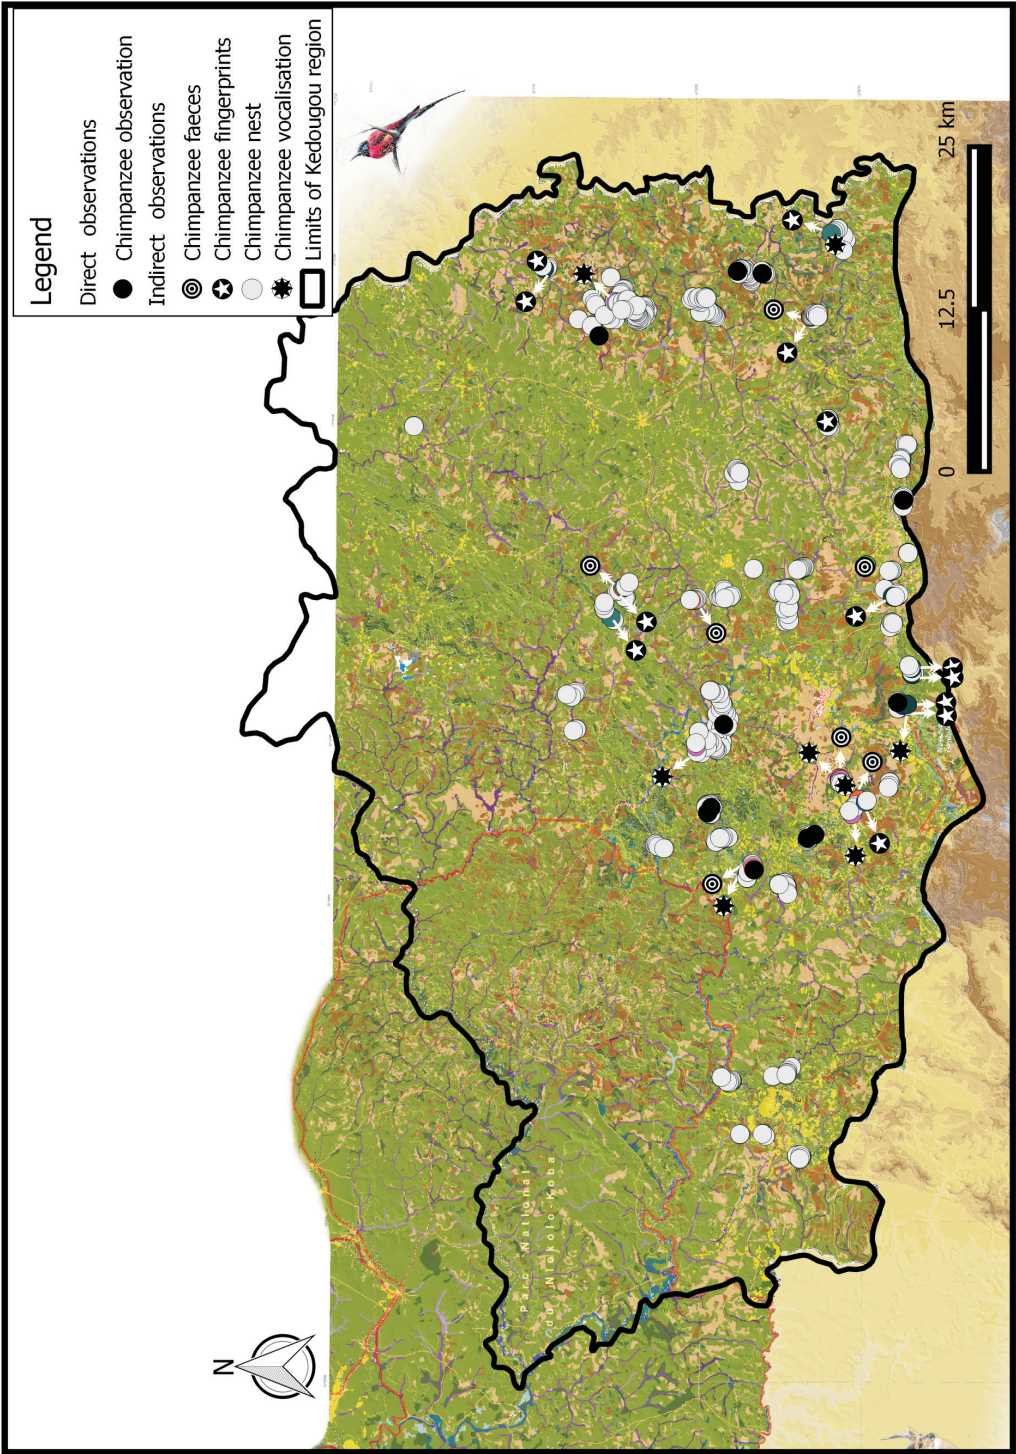 Legend
Direct observations
Chimpanzee observation
Indirect observations
Chimpanzee faeces
Chimpanzee fingerprints
Chimpanzee nest
Chimpanzee vocalisation
Limits of Kedougou region
N
Parc National
du Niokolo-Koba
0 12.5 25 km